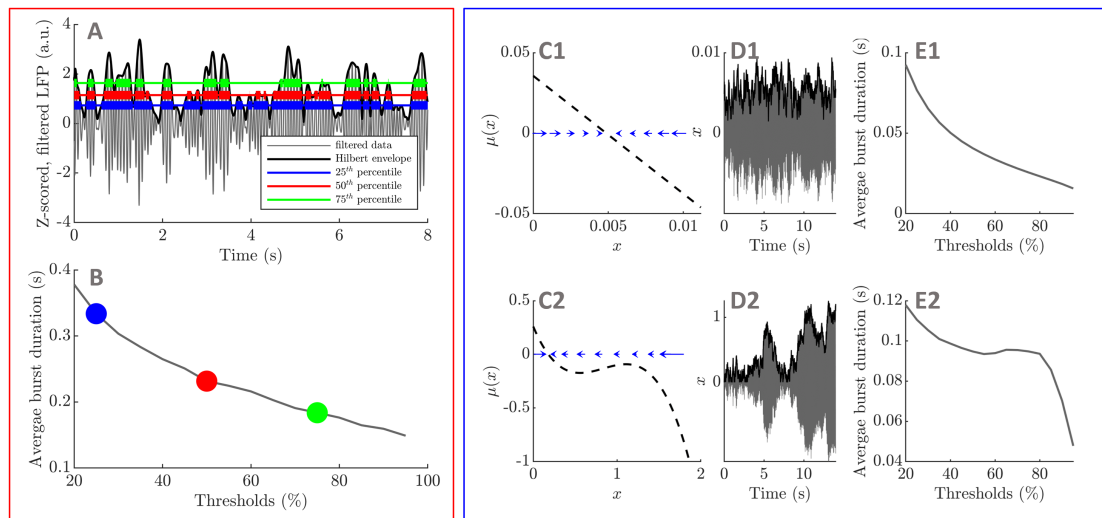 A
Z-scored, filtered LFP (a.u.)
4
2
0
-2
-4
filtered data
Hilbert envelope
25th percentile
50th percentile
75th percentile
0 2 4 6 8
Time (s)
B
Avergae burst duration (s)
0.4
0.3
0.2
0.1
20 40 60 80 100
Thresholds (%)
C1
μ(x)
0.05
0
-0.05
0 0.005 0.01
x
D1
x
0.01
0
-0.01
0 5 10
Time (s)
E1
Avergae burst duration (s)
0.1
0.05
0
20 40 60 80
Thresholds (%)
C2
μ(x)
0.5
0
-0.5
-1
0 1 2
x
D2
x
1
0
-1
0 5 10
Time (s)
E2
Avergae burst duration (s)
0.12
0.1
0.08
0.06
0.04
20 40 60 80
Thresholds (%)